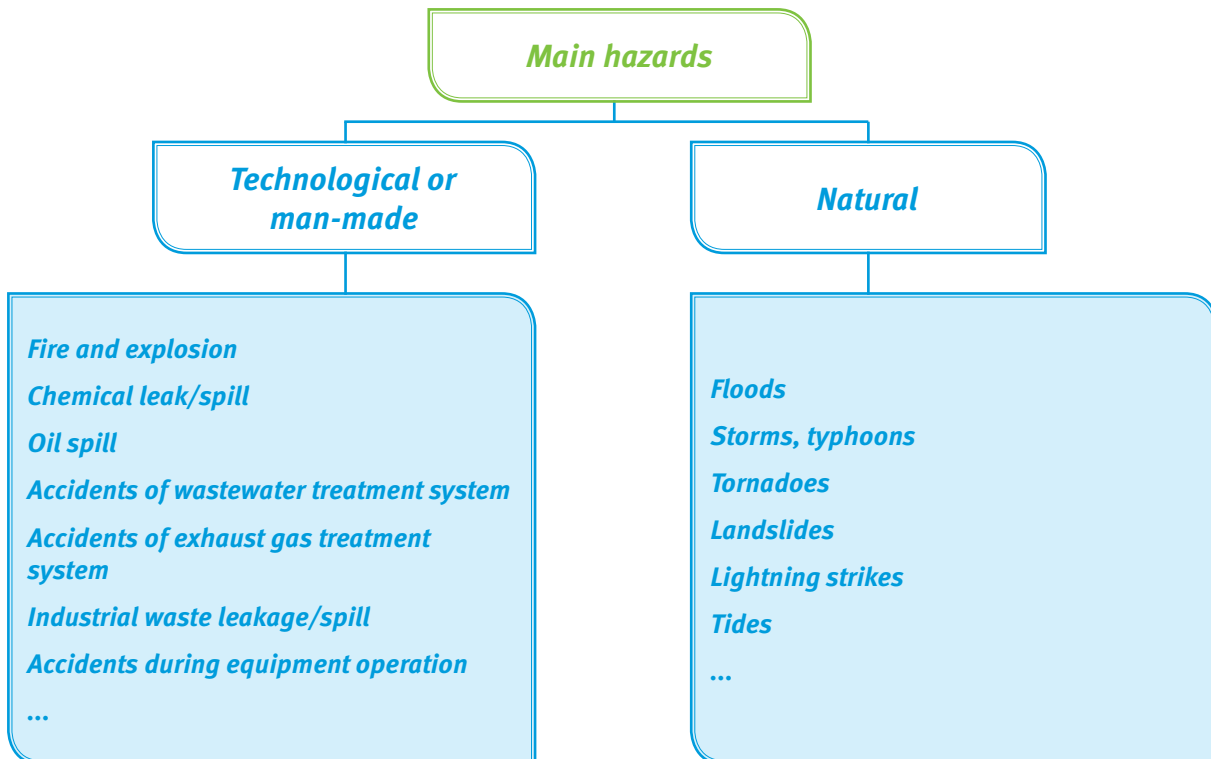 Main hazards
Technological or
man-made
Natural
Fire and explosion
Chemical leak/spill
Oil spill
Accidents of wastewater treatment system
Accidents of exhaust gas treatment
system
Industrial waste leakage/spill
Accidents during equipment operation
...
Floods
Storms, typhoons
Tornadoes
Landslides
Lightning strikes
Tides
...